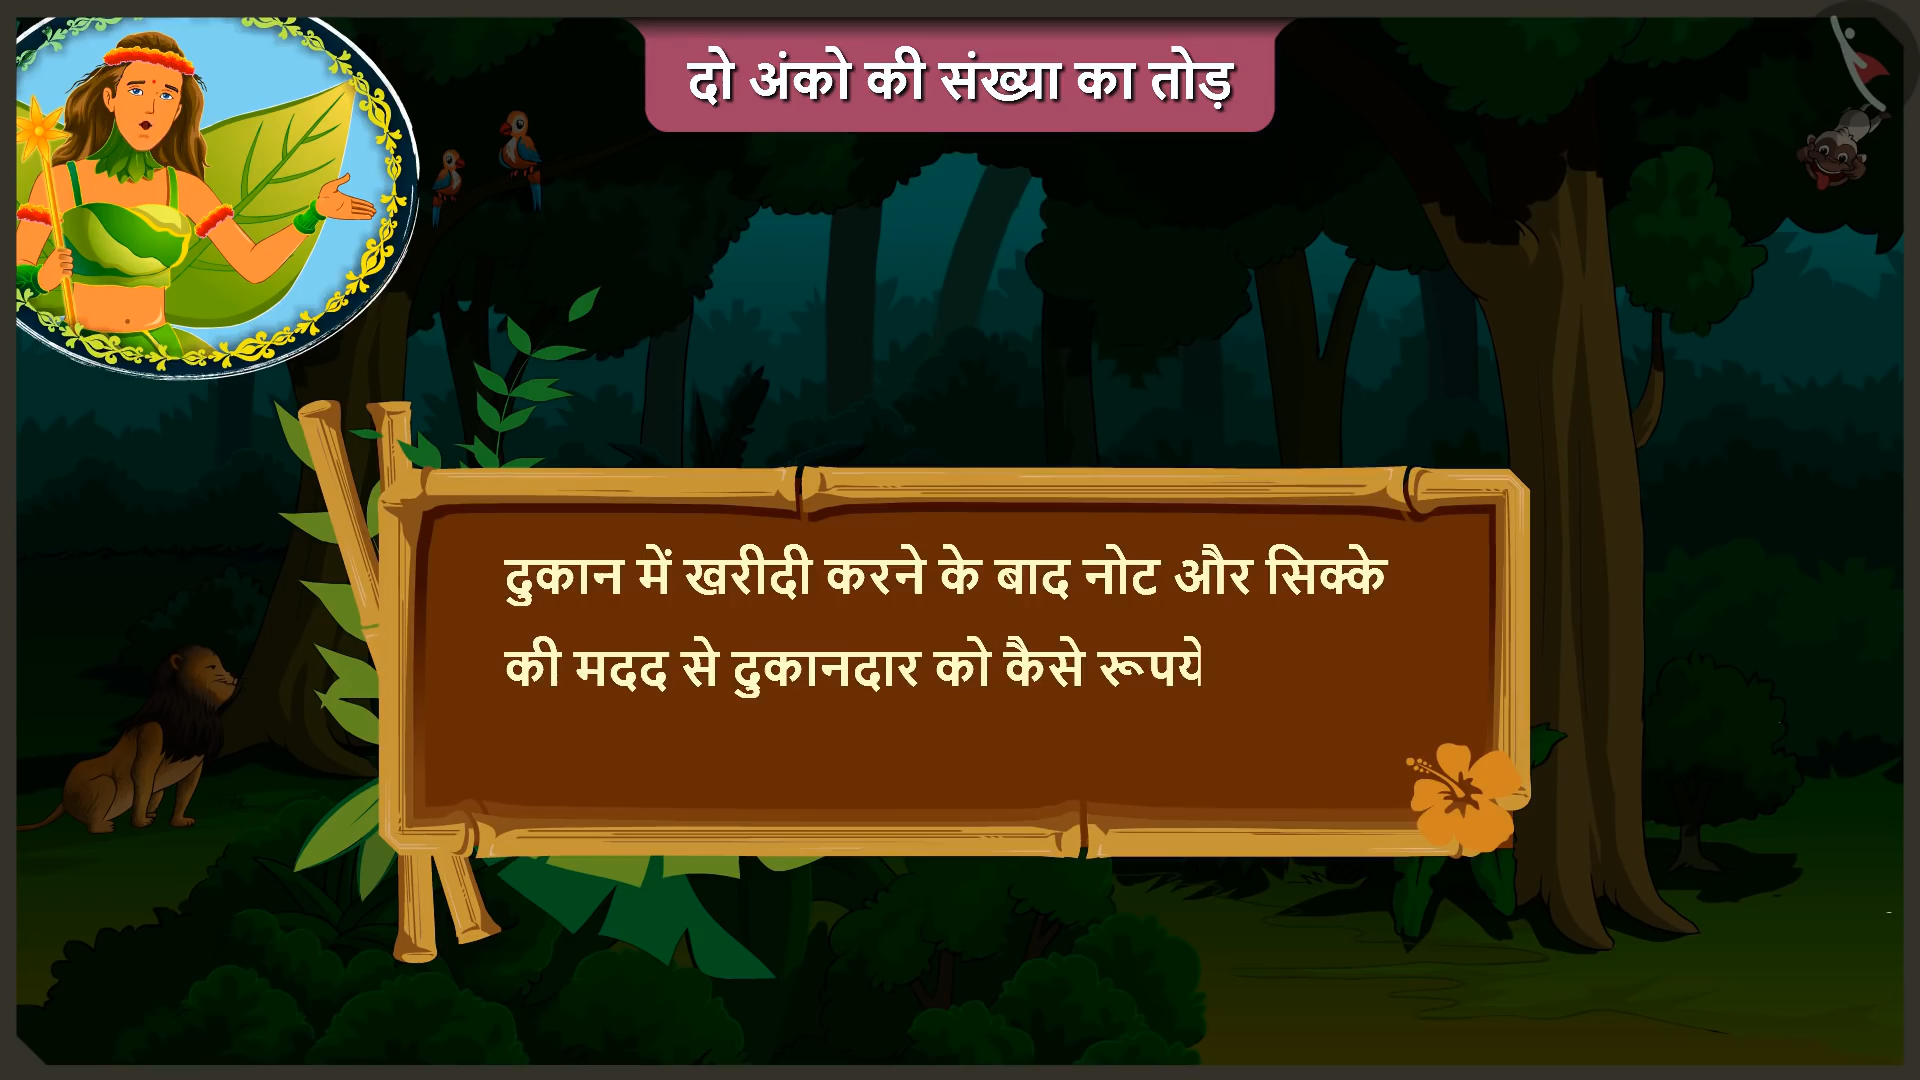 दो अंको की संख्या का तोड़
दुकान में खरीदी करने के बाद नोट और सिक्के
की मदद से दुकानदार को कैसे रूपये